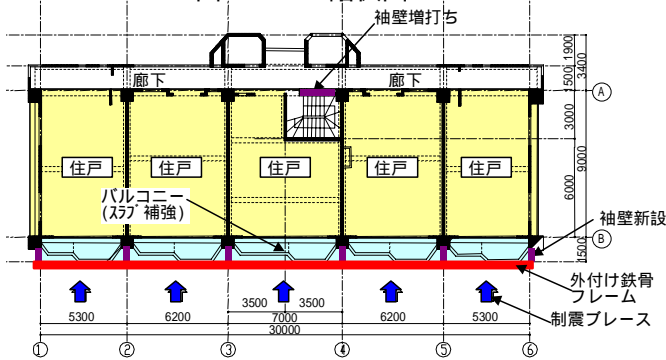 袖壁増打ち
廊下
廊下
住戸
住戸
住戸
住戸
住戸
バルコニー
(ｽﾗﾌﾞ補強)
袖壁新設
外付け鉄骨
フレーム
制震ブレース
1900
3400
1500
3000
9000
6000
1500
A
B
3500 3500
5300 6200 7000 6200 5300
30000
① ② ③ ④ ⑤ ⑥